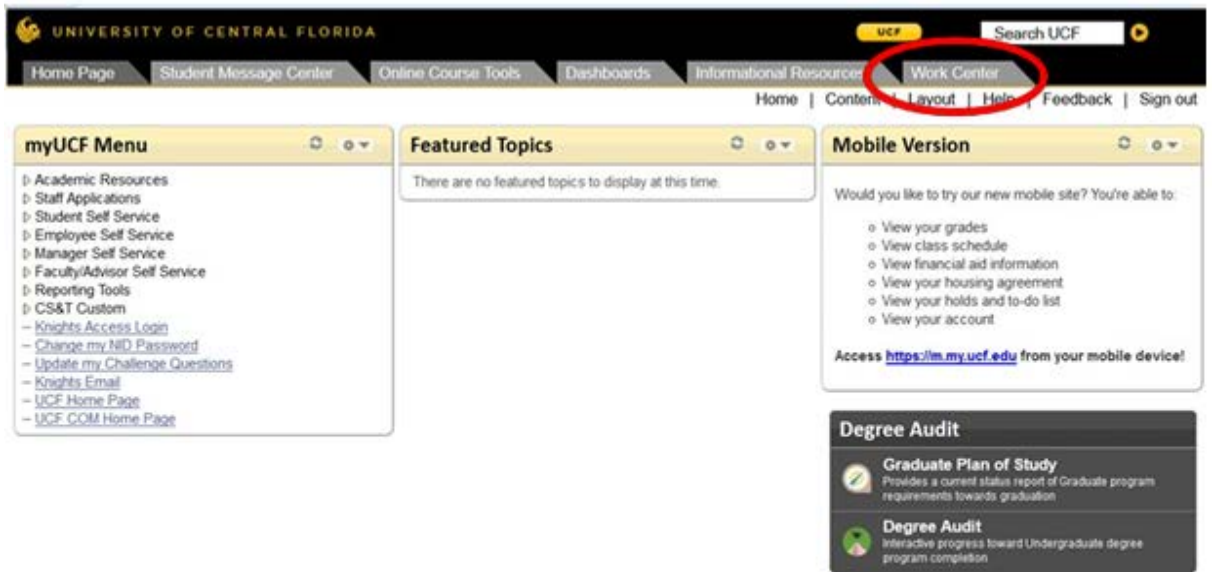 UNIVERSITY OF CENTRAL FLORIDA
UCF
Search UCF
Home Page
Student Message Center
Online Course Tools
Dashboards
Informational Resources
Work Center
Home | Content | Layout | Help | Feedback | Sign out
myUCF Menu
Academic Resources
Staff Applications
Student Self Service
Employee Self Service
Manager Self Service
Faculty/Advisor Self Service
Reporting Tools
CS&T Custom
– Knights Access Login
– Change my NID Password
– Update my Challenge Questions
– Knights Email
– UCF Home Page
– UCF COM Home Page
Featured Topics
There are no featured topics to display at this time.
Mobile Version
Would you like to try our new mobile site? You're able to:
View your grades
View class schedule
View financial aid information
View your housing agreement
View your holds and to-do list
View your account
Access https://m.my.ucf.edu from your mobile device!
Degree Audit
Graduate Plan of Study
Provides a current status report of Graduate program
requirements towards graduation
Degree Audit
Interactive progress toward Undergraduate degree
program completion